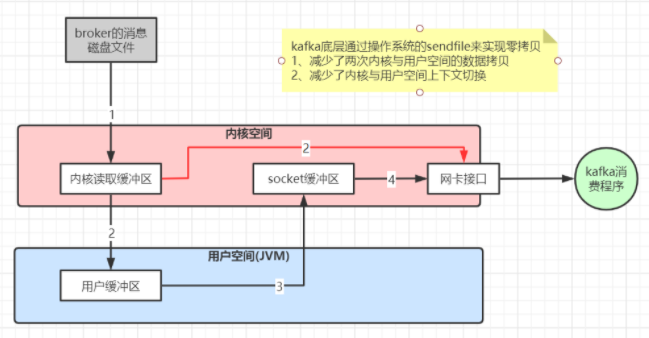 broker的消息
磁盘文件
kafka底层通过操作系统的sendfile来实现零拷贝
1、减少了两次内核与用户空间的数据拷贝
2、减少了内核与用户空间上下文切换
1
内核空间
2
内核读取缓冲区
socket缓冲区
4
网卡接口
kafka消
费程序
2
用户空间(JVM)
用户缓冲区
3